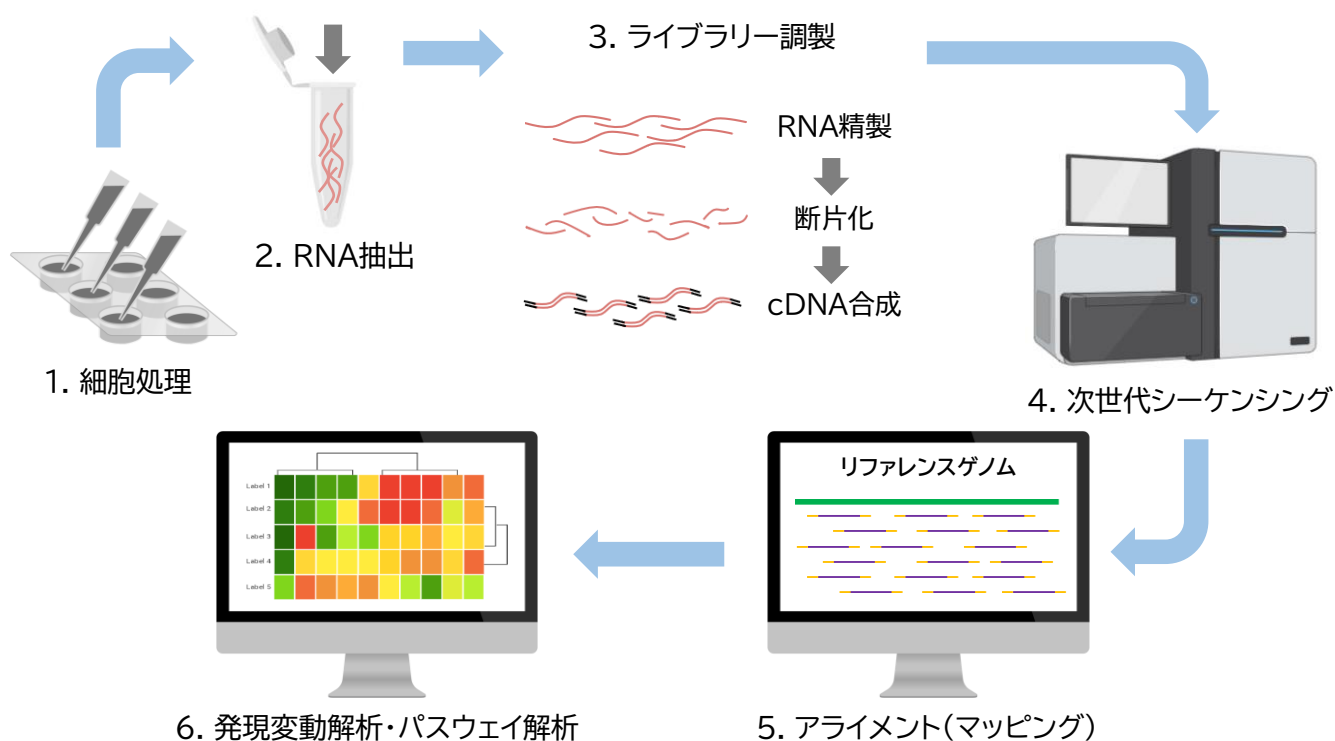 3. ライブラリー調製
RNA精製
断片化
cDNA合成
2. RNA抽出
1. 細胞処理
4. 次世代シーケンシング
Label 1
Label 2
Label 3
Label 4
Label 5
リファレンスゲノム
6. 発現変動解析・パスウェイ解析
5. アライメント(マッピング)